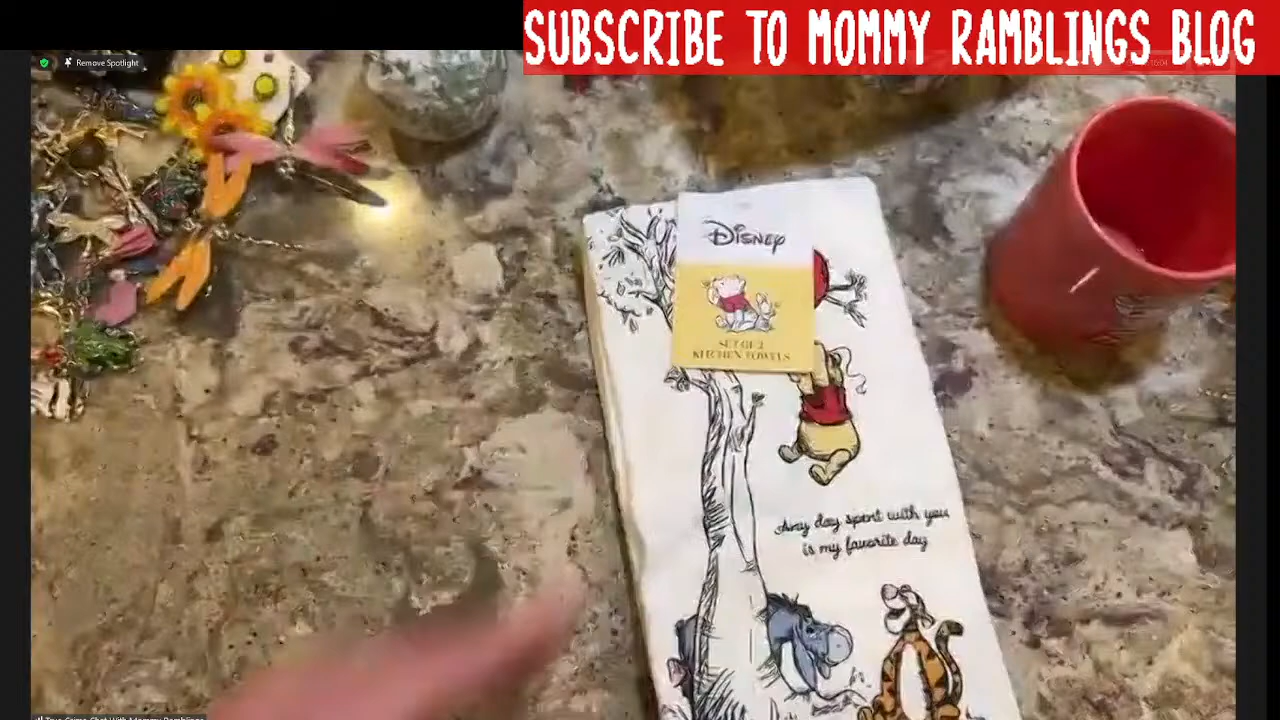 SUBSCRIBE TO MOMMY RAMBLINGS BLOG
Remove Spotlight
Disney
SET OF 2
KITCHEN TOWELS
Any day spent with you
is my favorite day